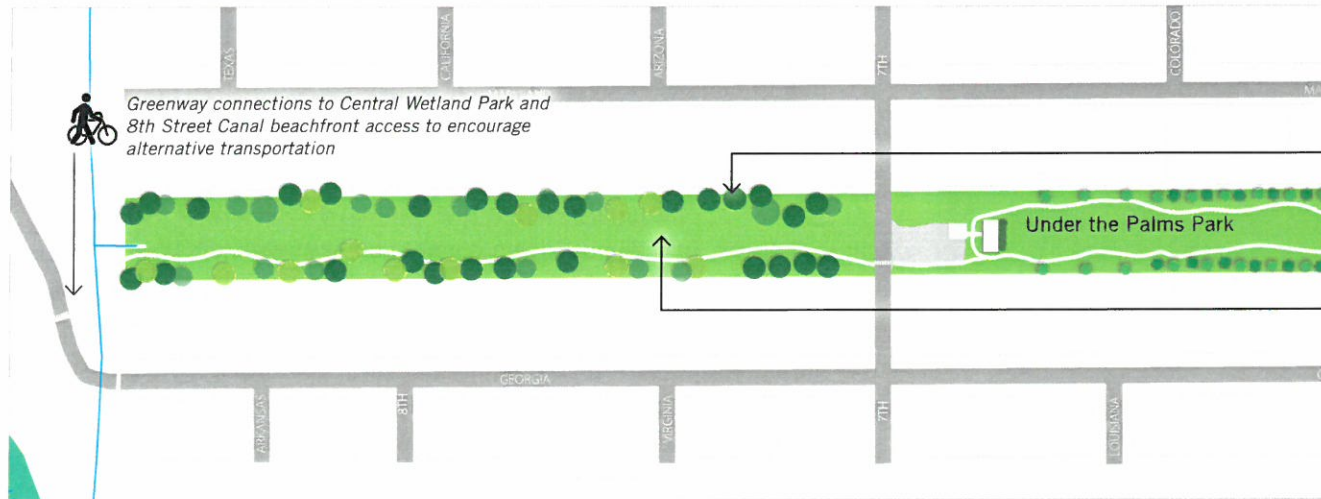 TEXAS
CALIFORNIA
ARIZONA
7TH
COLORADO
Greenway connections to Central Wetland Park and
8th Street Canal beachfront access to encourage
alternative transportation
Under the Palms Park
GEORGIA
ARKANSAS
8TH
VIRGINIA
7TH
LOUISIANA